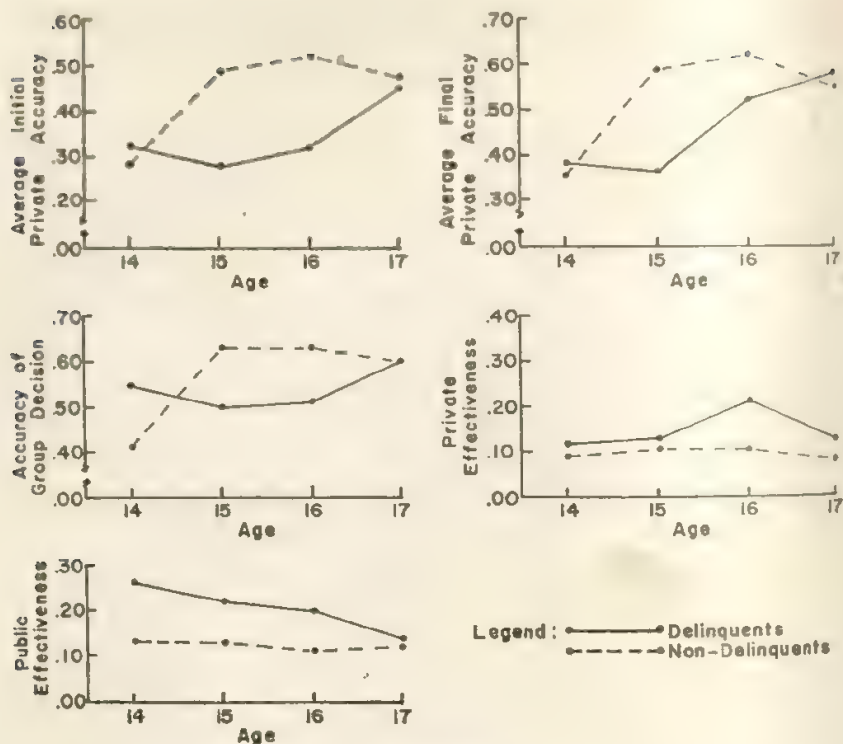 Average Initial
Private Accuracy
.60
.50
.40
.30
.20
.00
14 15 16 17
Age
Average Final
Private Accuracy
.70
.60
.50
.40
.30
.00
14 15 16 17
Age
Accuracy of
Group Decision
.70
.60
.50
.40
.00
14 15 16 17
Age
Private
Effectiveness
.40
.30
.20
.10
.00
14 15 16 17
Age
Public
Effectiveness
.30
.20
.10
.00
14 15 16 17
Age
Legend: Delinquents
Non-Delinquents